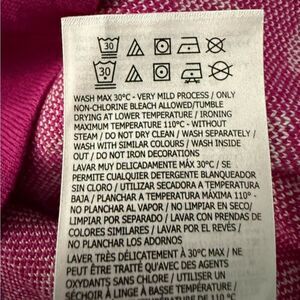 30
30
WASH MAX 30°C - VERY MILD PROCESS / ONLY
NON-CHLORINE BLEACH ALLOWED/TUMBLE
DRYING AT LOWER TEMPERATURE / IRONING
MAXIMUM TEMPERATURE 110°C - WITHOUT
STEAM / DO NOT DRY CLEAN / WASH SEPARATELY /
WASH WITH SIMILAR COLOURS / WASH INSIDE
OUT / DO NOT IRON DECORATIONS
LAVAR MUY DELICADAMENTE MÁX 30°C / SE
PERMITE CUALQUIER DETERGENTE BLANQUEADOR
SIN CLORO / UTILIZAR SECADORA A TEMPERATURA
BAJA / PLANCHAR A TEMPERATURA MÁXIMA 110° -
NO PLANCHAR AL VAPOR / NO LIMPIAR EN SECO/
LIMPIAR POR SEPARADO / LAVAR CON PRENDAS DE
COLORES SIMILARES / LAVAR POR EL REVÉS /
NO PLANCHAR LOS ADORNOS
LAVER TRÈS DÉLICATEMENT À 30°C MAX / NE
PEUT ÊTRE TRAITÉ QU'AVEC DES AGENTS
OXYDANTS SANS CHLORE / UTILISER UN
SÉCHOIR À LINGE À BASSE TEMPÉRATURE /
TEMPÉRATURE DE 110 °